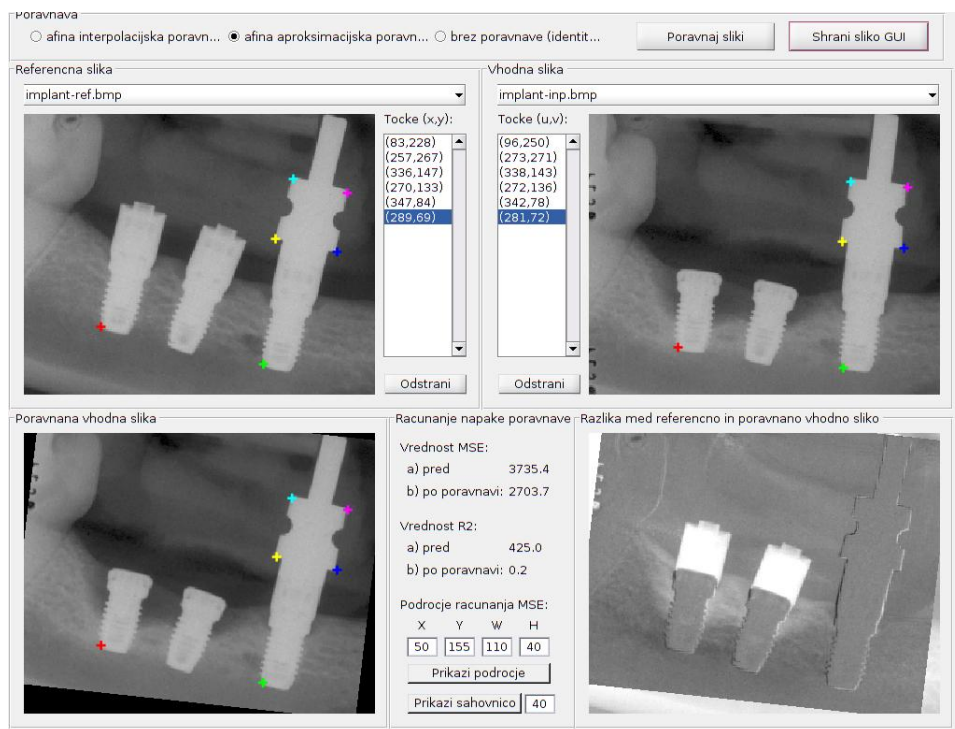 Poravnava
afina interpolacijska poravn... afina aproksimacijska poravn... brez poravnave (identit...
Poravnaj sliki
Shrani sliko GUI
Referencna slika
implant-ref.bmp
Tocke (x,y):
(83,228)
(257,267)
(336,147)
(270,133)
(347,84)
(289,69)
Odstrani
Vhodna slika
implant-inp.bmp
Tocke (u,v):
(96,250)
(273,271)
(338,143)
(272,136)
(342,78)
(281,72)
Odstrani
Poravnana vhodna slika
Racunanje napake poravnave
Vrednost MSE:
a) pred 3735.4
b) po poravnavi: 2703.7
Vrednost R2:
a) pred 425.0
b) po poravnavi: 0.2
Podrocje racunanja MSE:
X Y W H
50 155 110 40
Prikazi podrocje
Prikazi sahovnico 40
Razlika med referencno in poravnano vhodno sliko